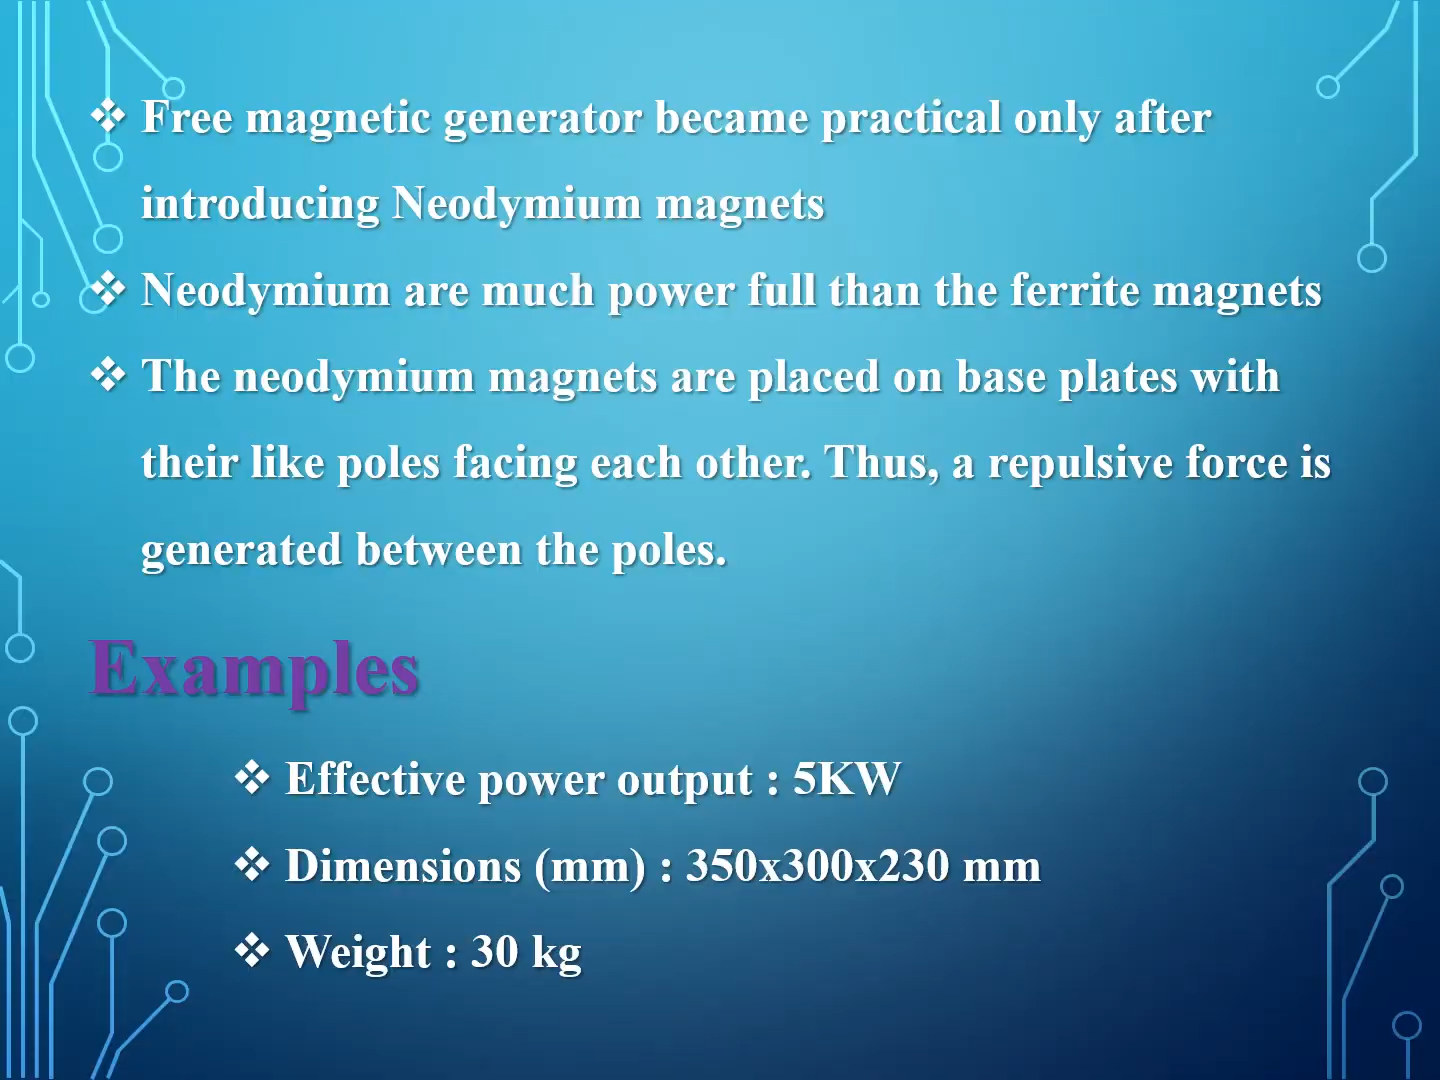 ❖ Free magnetic generator became practical only after
introducing Neodymium magnets
❖ Neodymium are much power full than the ferrite magnets
❖ The neodymium magnets are placed on base plates with
their like poles facing each other. Thus, a repulsive force is
generated between the poles.
Examples
❖ Effective power output : 5KW
❖ Dimensions (mm) : 350x300x230 mm
❖ Weight : 30 kg